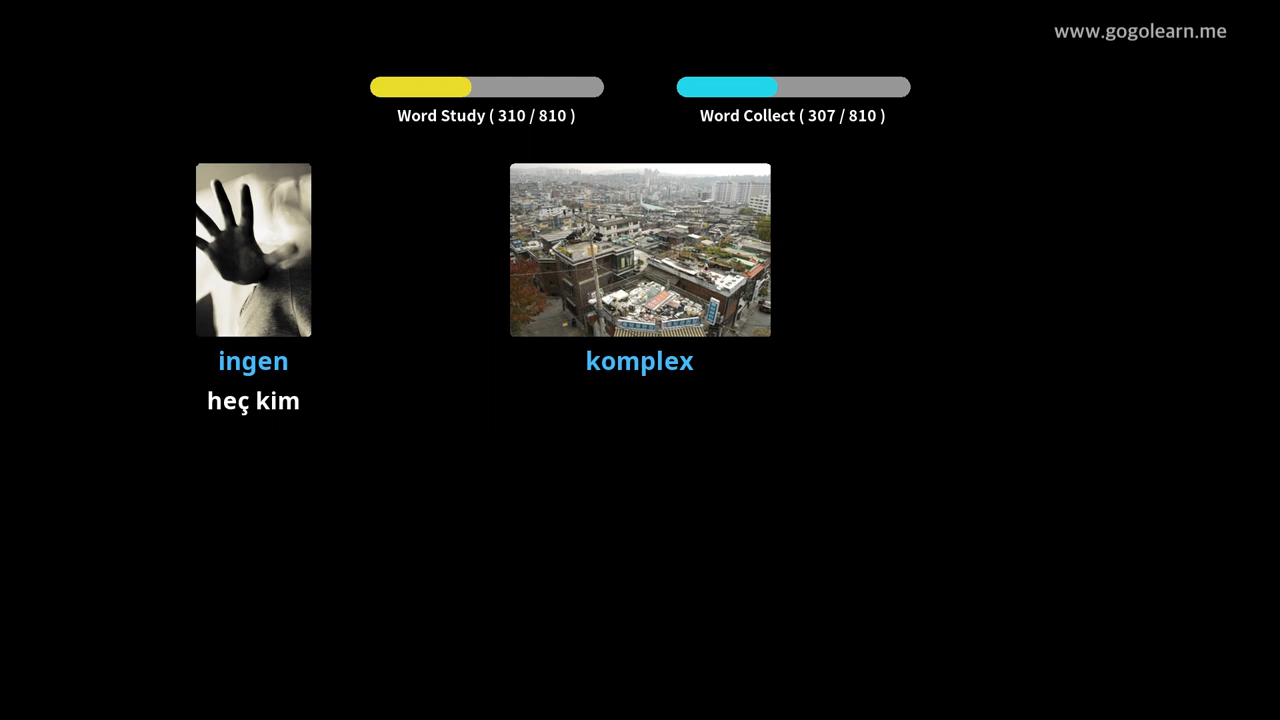 www.gogolearn.me
Word Study ( 310 / 810 )
Word Collect ( 307 / 810 )
ingen
komplex
heç kim